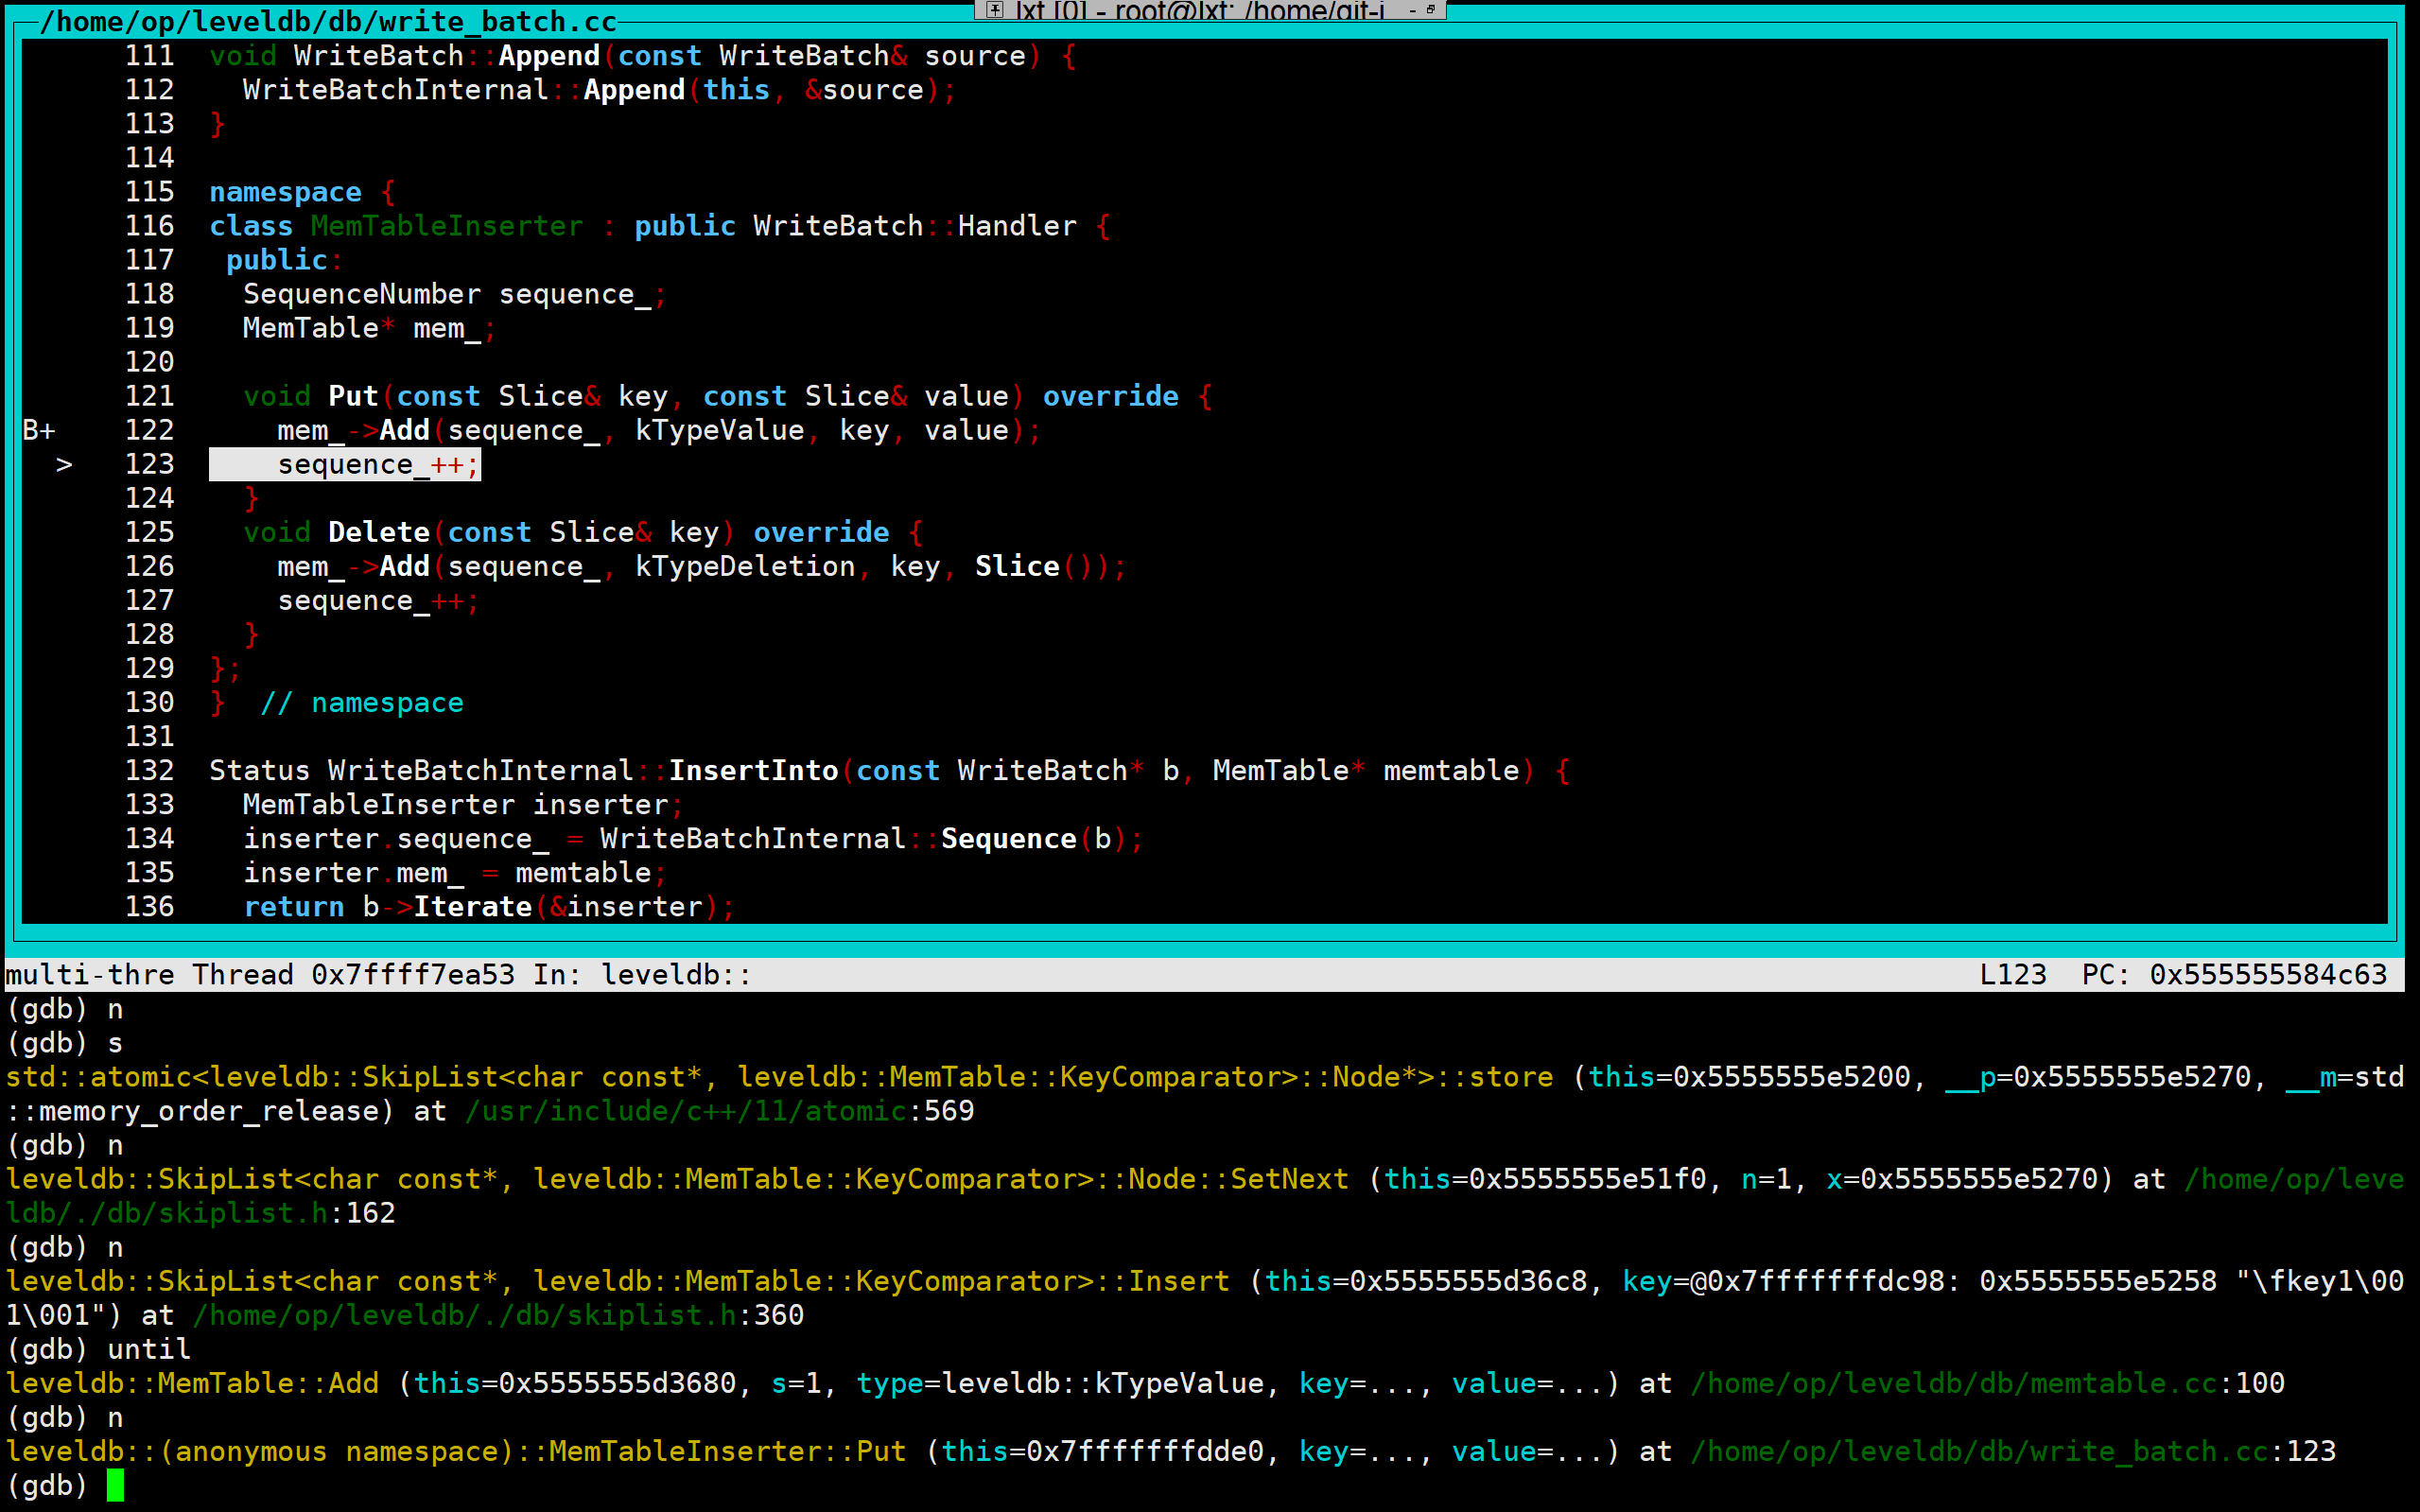 lxt [0] - root@lxt: /home/git-i
/home/op/leveldb/db/write_batch.cc
111  void WriteBatch::Append(const WriteBatch& source) {
112    WriteBatchInternal::Append(this, &source);
113  }
114
115  namespace {
116  class MemTableInserter : public WriteBatch::Handler {
117   public:
118    SequenceNumber sequence_;
119    MemTable* mem_;
120
121    void Put(const Slice& key, const Slice& value) override {
B+ 122      mem_->Add(sequence_, kTypeValue, key, value);
> 123      sequence_++;
124    }
125    void Delete(const Slice& key) override {
126      mem_->Add(sequence_, kTypeDeletion, key, Slice());
127      sequence_++;
128    }
129  };
130  }  // namespace
131
132  Status WriteBatchInternal::InsertInto(const WriteBatch* b, MemTable* memtable) {
133    MemTableInserter inserter;
134    inserter.sequence_ = WriteBatchInternal::Sequence(b);
135    inserter.mem_ = memtable;
136    return b->Iterate(&inserter);
multi-thre Thread 0x7ffff7ea53 In: leveldb::  L123  PC: 0x555555584c63
(gdb) n
(gdb) s
std::atomic<leveldb::SkipList<char const*, leveldb::MemTable::KeyComparator>::Node*>::store (this=0x5555555e5200, __p=0x5555555e5270, __m=std
::memory_order_release) at /usr/include/c++/11/atomic:569
(gdb) n
leveldb::SkipList<char const*, leveldb::MemTable::KeyComparator>::Node::SetNext (this=0x5555555e51f0, n=1, x=0x5555555e5270) at /home/op/leve
ldb/./db/skiplist.h:162
(gdb) n
leveldb::SkipList<char const*, leveldb::MemTable::KeyComparator>::Insert (this=0x5555555d36c8, key=@0x7fffffffdc98: 0x5555555e5258 "\fkey1\00
1\001") at /home/op/leveldb/./db/skiplist.h:360
(gdb) until
leveldb::MemTable::Add (this=0x5555555d3680, s=1, type=leveldb::kTypeValue, key=..., value=...) at /home/op/leveldb/db/memtable.cc:100
(gdb) n
leveldb::(anonymous namespace)::MemTableInserter::Put (this=0x7fffffffdde0, key=..., value=...) at /home/op/leveldb/db/write_batch.cc:123
(gdb)